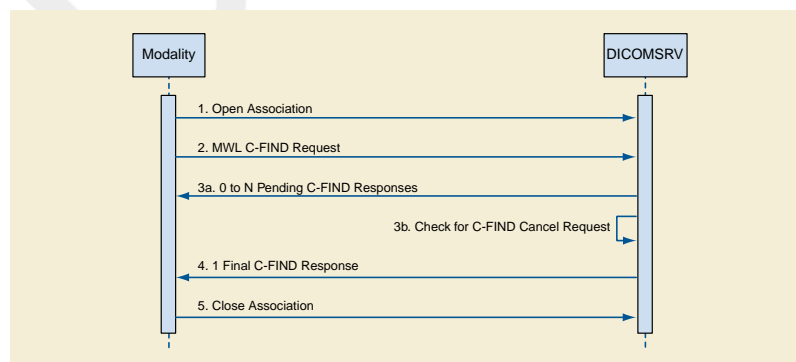 Modality
DICOMSRV
1. Open Association
2. MWL C-FIND Request
3a. 0 to N Pending C-FIND Responses
3b. Check for C-FIND Cancel Request
4. 1 Final C-FIND Response
5. Close Association